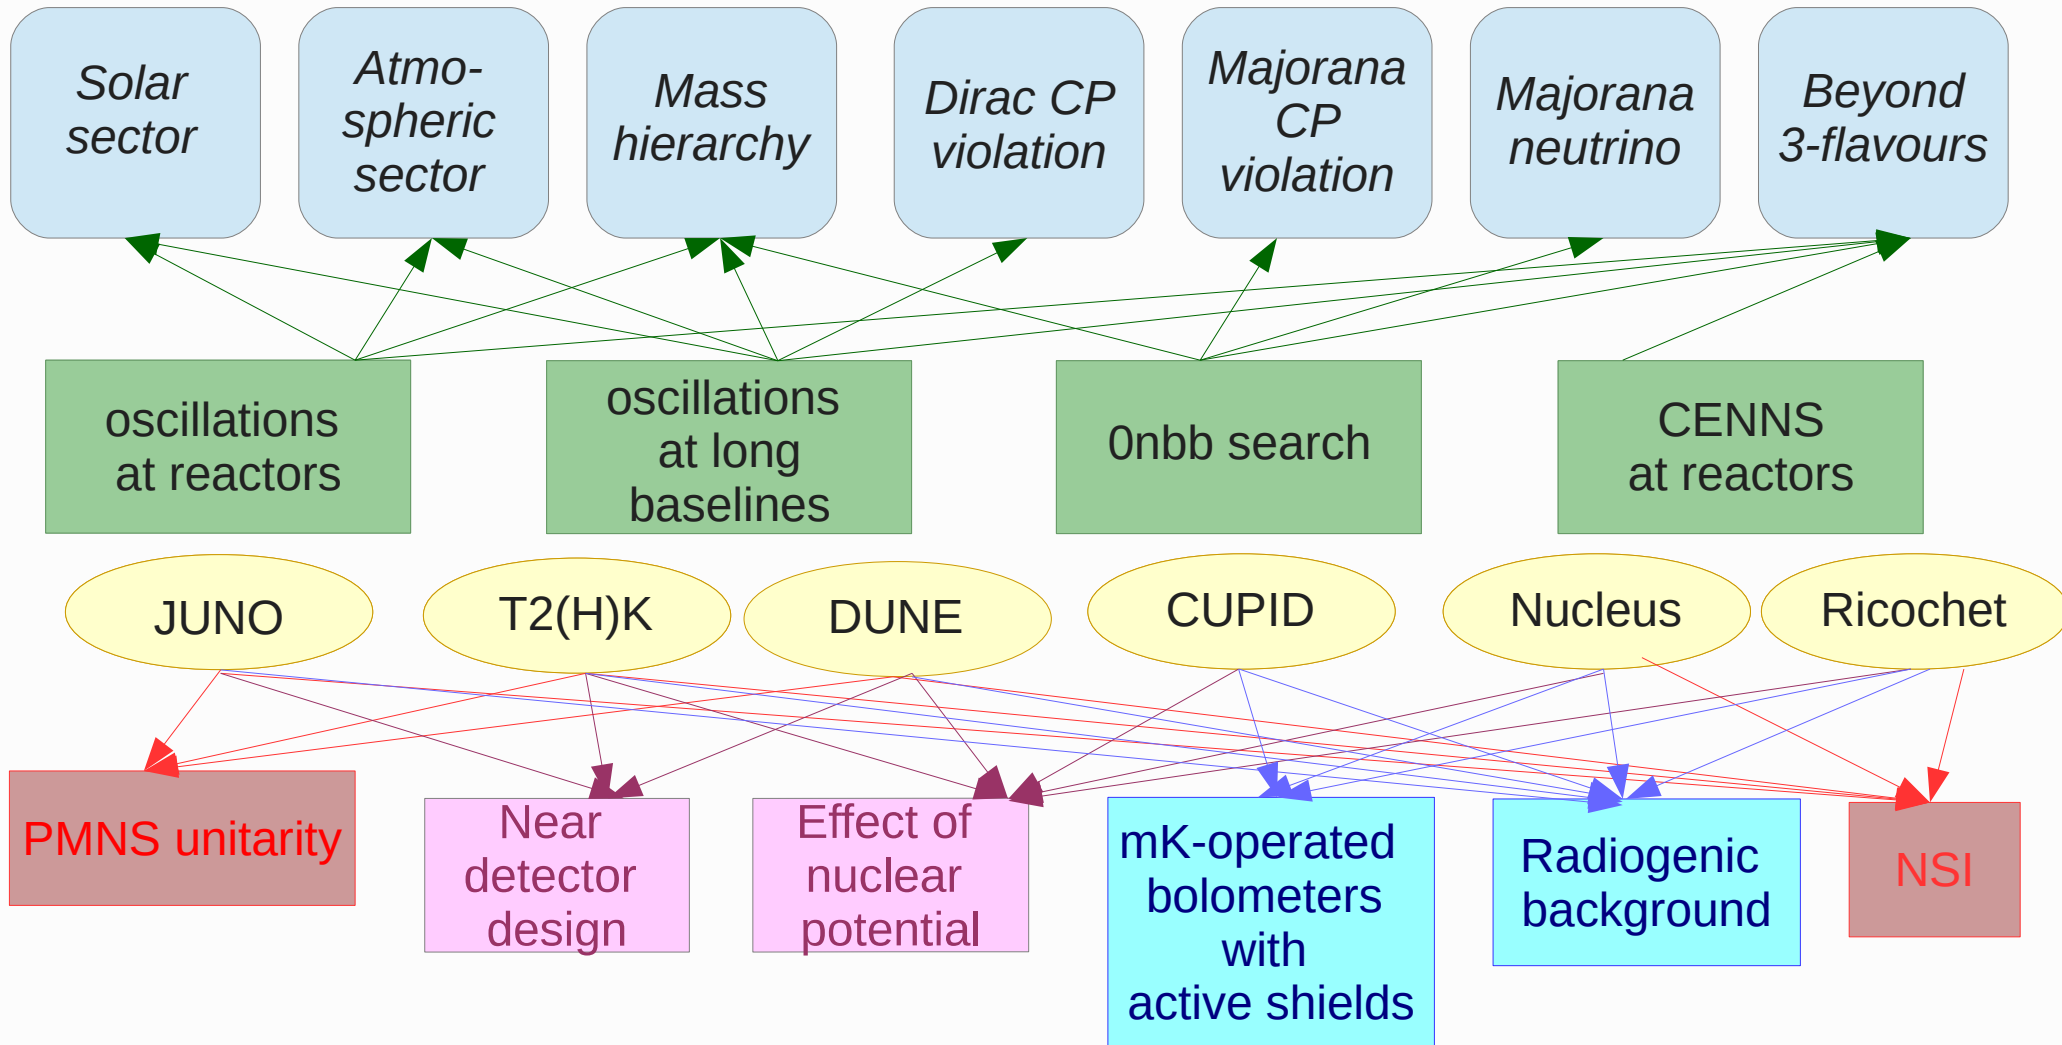 Solar
sector
Atmo-
spheric
sector
Mass
hierarchy
Dirac CP
violation
Majorana
CP
violation
Majorana
neutrino
Beyond
3-flavours
oscillations
at reactors
oscillations
at long
baselines
0nbb search
CENNS
at reactors
JUNO
T2(H)K
DUNE
CUPID
Nucleus
Ricochet
PMNS unitarity
Near
detector
design
Effect of
nuclear
potential
mK-operated
bolometers
with
active shields
Radiogenic
background
NSI